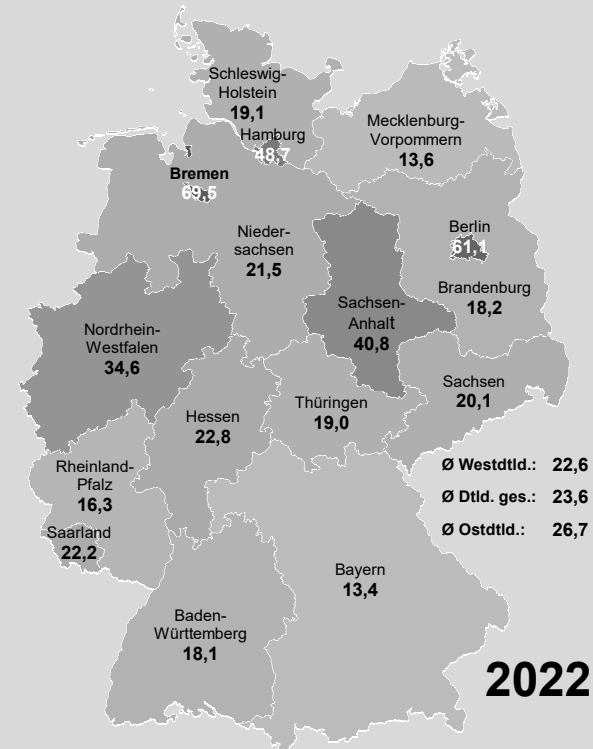 Schleswig-
Holstein
19,1
Hamburg
48,7
Mecklenburg-
Vorpommern
13,6
Bremen
69,5
Nieder-
sachsen
21,5
Berlin
61,1
Brandenburg
18,2
Sachsen-
Anhalt
40,8
Nordrhein-
Westfalen
34,6
Sachsen
20,1
Thüringen
19,0
Hessen
22,8
Rheinland-
Pfalz
16,3
Saarland
22,2
Ø Westdtld.: 22,6
Ø Dtld. ges.: 23,6
Ø Ostdtld.: 26,7
Bayern
13,4
Baden-
Württemberg
18,1
2022